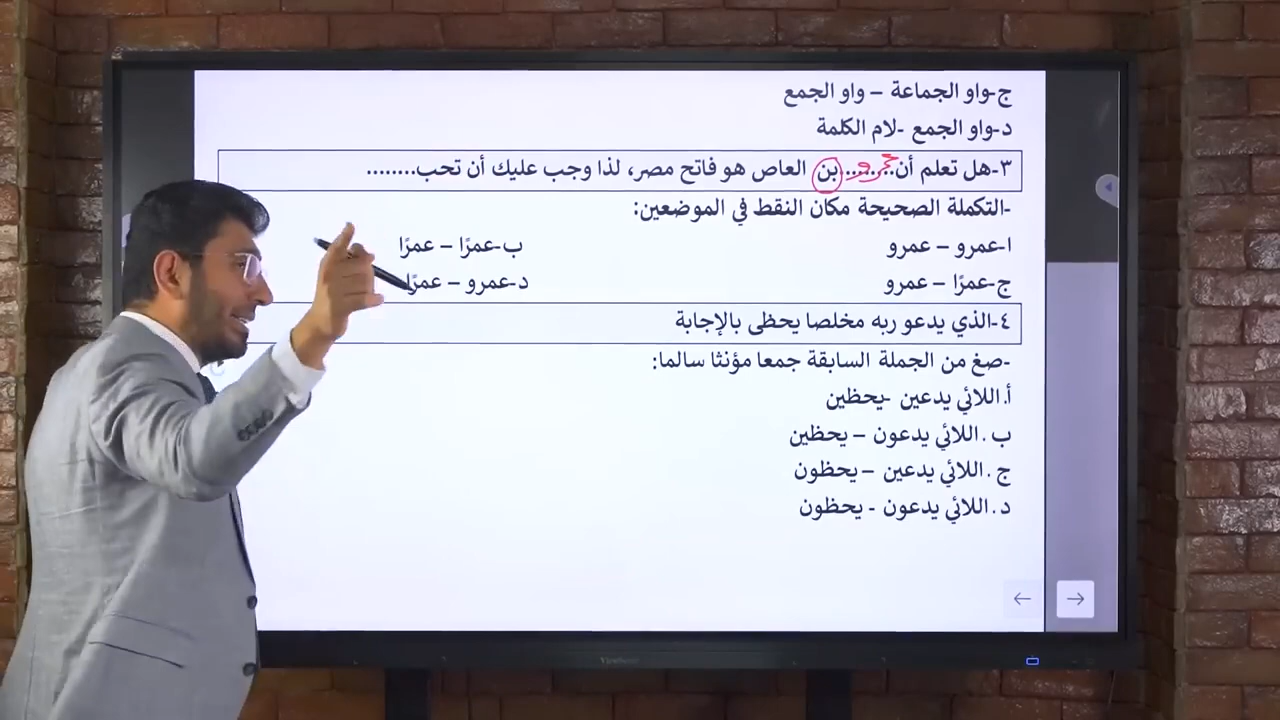 ج-واو الجماعة – واو الجمع
د-واو الجمع -لام الكلمة
٣-هل تعلم أن عمرو بن العاص هو فاتح مصر، لذا وجب عليك أن تحب........
-التكملة الصحيحة مكان النقط في الموضعين:
ا-عمرو – عمرو ب-عمرًا – عمرًا
ج-عمرًا – عمرو د-عمرو – عمرًا
٤-الذي يدعو ربه مخلصا يحظى بالإجابة
-صغ من الجملة السابقة جمعا مؤنثا سالما:
أ.اللائي يدعين -يحظين
ب.اللائي يدعون – يحظين
ج.اللائي يدعين – يحظون
د.اللائي يدعون - يحظون
ViewSonic